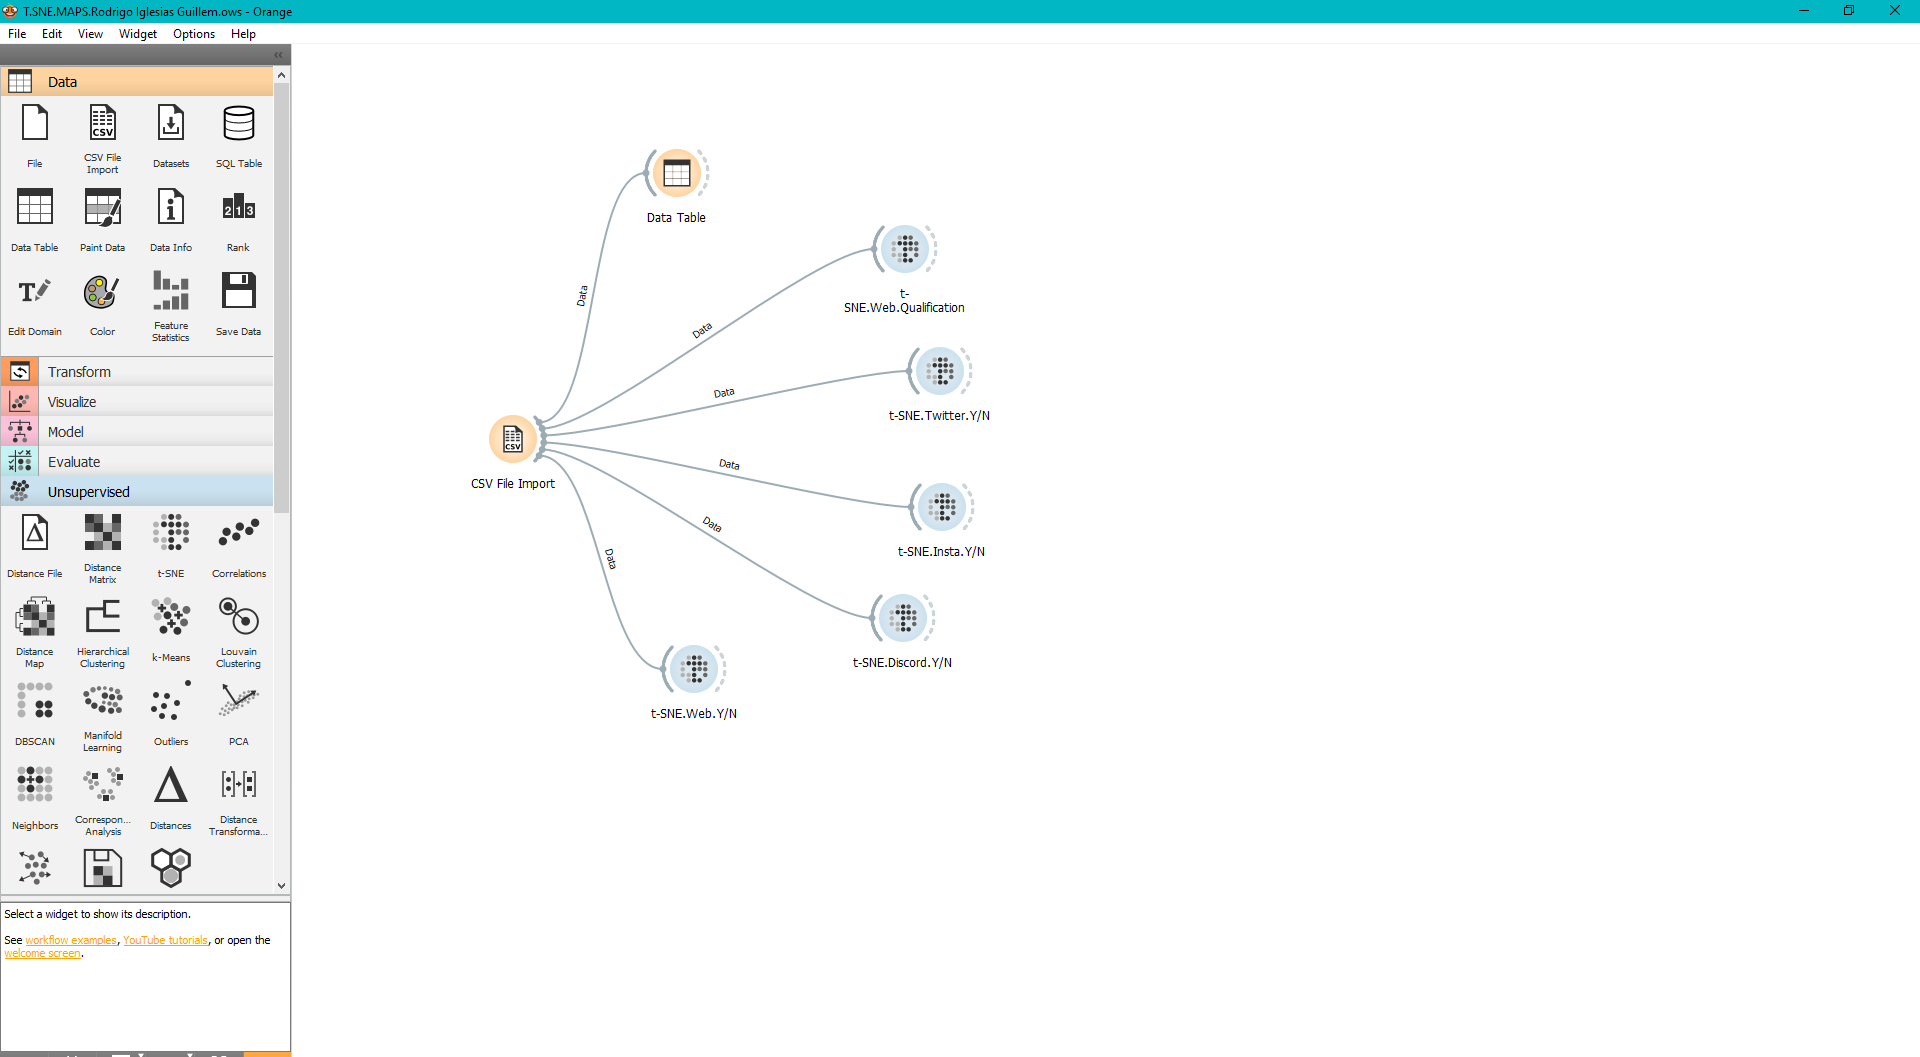 T.SNE.MAPS.Rodrigo Iglesias Guillem.ows - Orange
File Edit View Widget Options Help
Data
CSV
File
CSV File
Import
Datasets
SQL Table
2 1 3
Data Table
Paint Data
Data Info
Rank
Edit Domain
Color
Feature
Statistics
Save Data
Transform
Visualize
Model
Evaluate
Unsupervised
Distance File
Distance
Matrix
t-SNE
Correlations
Distance
Map
Hierarchical
Clustering
k-Means
Louvain
Clustering
DBSCAN
Manifold
Learning
Outliers
PCA
Neighbors
Correspon...
Analysis
Distances
Distance
Transforma...
Select a widget to show its description.
See workflow examples, YouTube tutorials, or open the
welcome screen.
Data Table
t-
SNE.Web.Qualification
t-SNE.Twitter.Y/N
CSV
CSV File Import
t-SNE.Insta.Y/N
t-SNE.Discord.Y/N
t-SNE.Web.Y/N
Data
Data
Data
Data
Data
Data